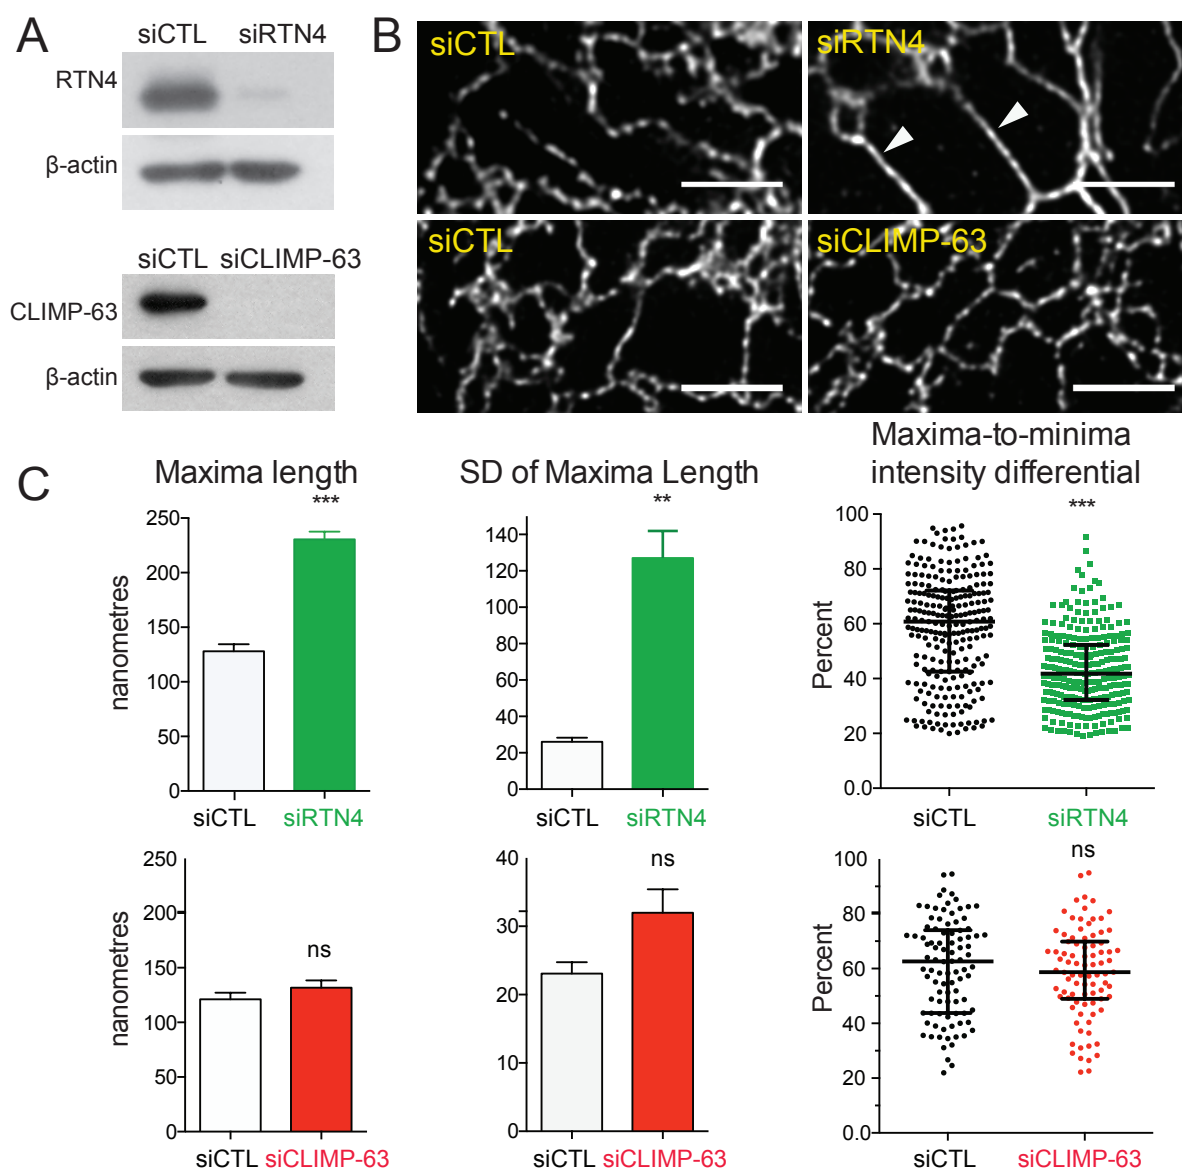 A
siCTL siRTN4
RTN4
β-actin
siCTL siCLIMP-63
CLIMP-63
β-actin
B
siCTL
siRTN4
siCTL
siCLIMP-63
C
Maxima length
***
nanometres
250
200
150
100
50
0
siCTL siRTN4
SD of Maxima Length
**
140
120
100
80
60
40
20
0
siCTL siRTN4
Maxima-to-minima
intensity differential
***
Percent
100
80
60
40
20
0.0
siCTL siRTN4
nanometres
250
200
150
100
50
0
ns
siCTL siCLIMP-63
40
30
20
10
0
ns
siCTL siCLIMP-63
ns
Percent
100
80
60
40
20
0.0
siCTL siCLIMP-63